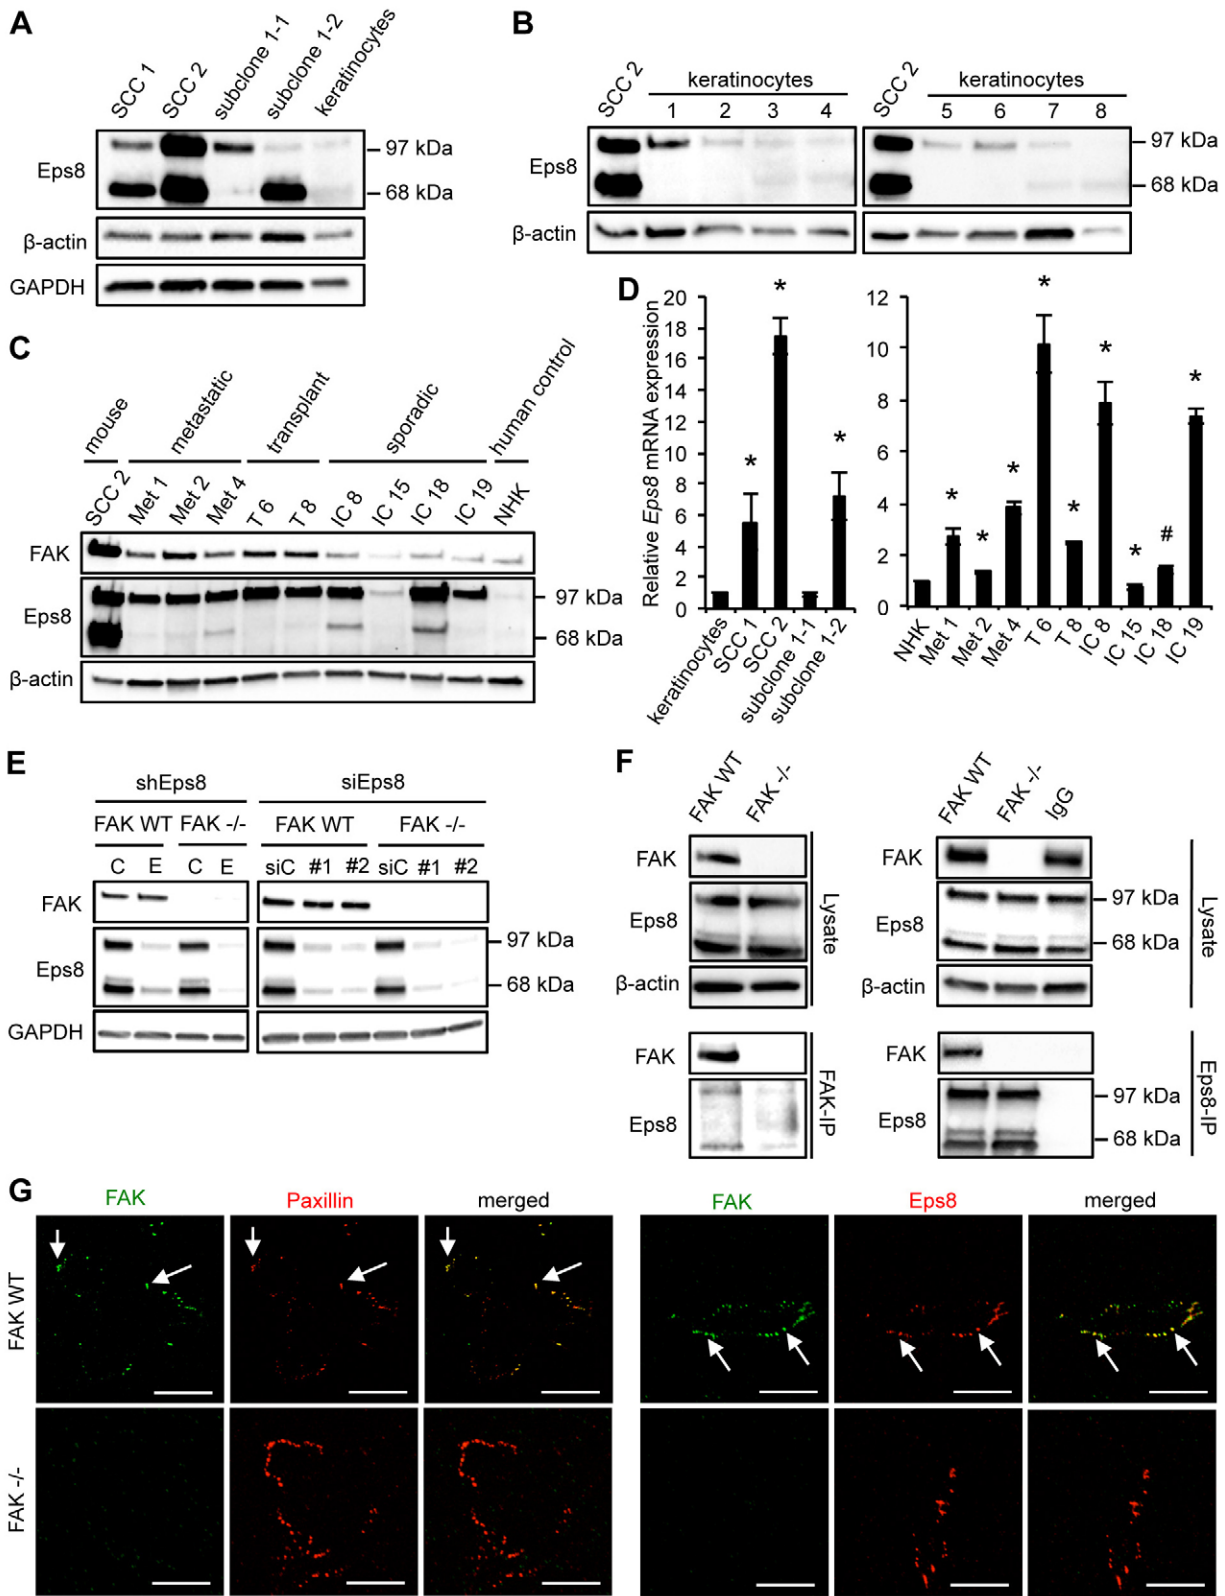 A
SCC 1
SCC 2
subclone 1-1
subclone 1-2
keratinocytes
Eps8
97 kDa
68 kDa
β-actin
GAPDH
B
SCC 2
keratinocytes
1 2 3 4
SCC 2
keratinocytes
5 6 7 8
Eps8
97 kDa
68 kDa
β-actin
C
mouse
metastatic
transplant
sporadic
human control
SCC 2
Met 1
Met 2
Met 4
T 6
T 8
IC 8
IC 15
IC 18
IC 19
NHK
FAK
Eps8
97 kDa
68 kDa
β-actin
D
Relative Eps8 mRNA expression
20
18
16
14
12
10
8
6
4
2
0
* * *
keratinocytes
SCC 1
SCC 2
subclone 1-1
subclone 1-2
12
10
8
6
4
2
0
* * * * * * * # *
NHK
Met 1
Met 2
Met 4
T 6
T 8
IC 8
IC 15
IC 18
IC 19
E
shEps8
siEps8
FAK WT FAK -/-
FAK WT FAK -/-
C E C E
siC #1 #2 siC #1 #2
FAK
Eps8
97 kDa
68 kDa
GAPDH
F
FAK WT
FAK -/-
FAK
Eps8
β-actin
Lysate
FAK
Eps8
FAK-IP
FAK WT
FAK -/-
IgG
FAK
Eps8
97 kDa
68 kDa
β-actin
Lysate
FAK
Eps8
97 kDa
68 kDa
Eps8-IP
G
FAK Paxillin merged
FAK Eps8 merged
FAK WT
FAK -/-